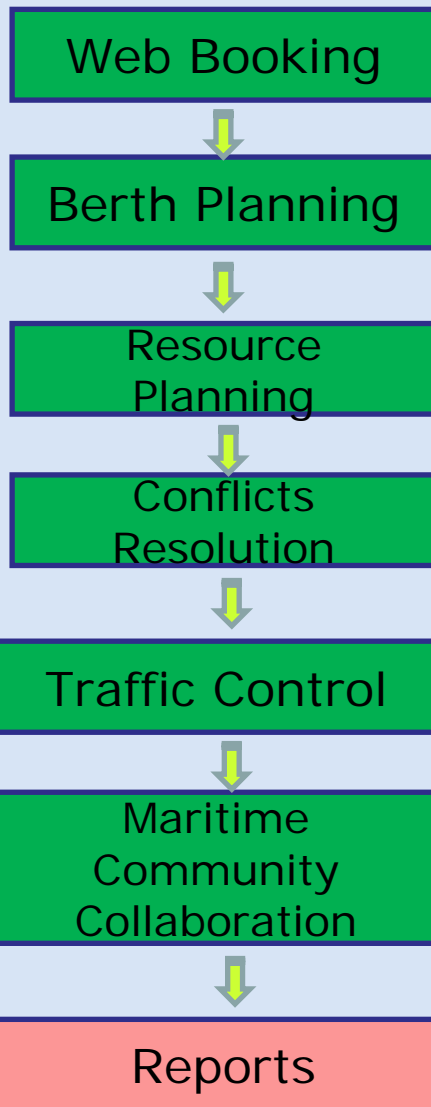 Web Booking
Berth Planning
Resource
Planning
Conflicts
Resolution
Traffic Control
Maritime
Community
Collaboration
Reports